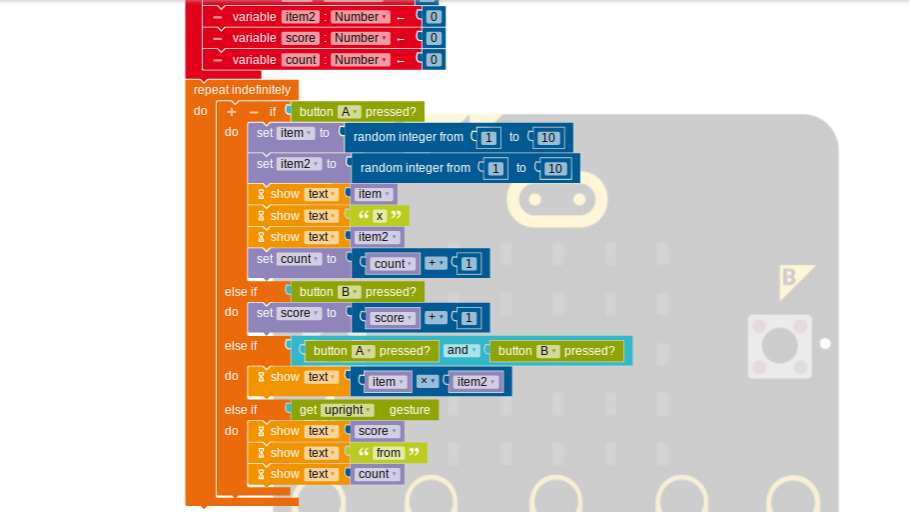 variable item2 : Number ← 0
variable score : Number ← 0
variable count : Number ← 0
repeat indefinitely
do + − if button A pressed?
do set item to random integer from 1 to 10
set item2 to random integer from 1 to 10
show text item
show text “ x ”
show text item2
set count to count + 1
else if button B pressed?
B
do set score to score + 1
else if button A pressed? and button B pressed?
do show text item × item2
else if get upright gesture
do show text score
show text “ from ”
show text count